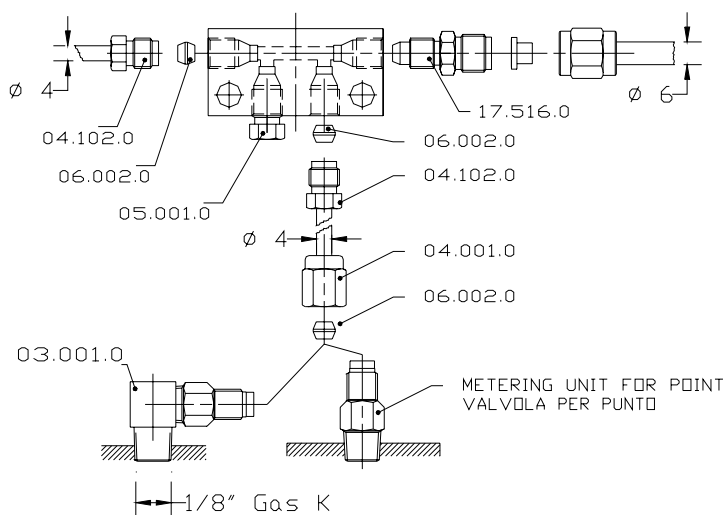 ø 4
04.102.0
06.002.0
05.001.0
17.516.0
ø 6
06.002.0
04.102.0
ø 4
04.001.0
06.002.0
03.001.0
METERING UNIT FOR POINT
VALVOLA PER PUNTO
1/8" Gas K